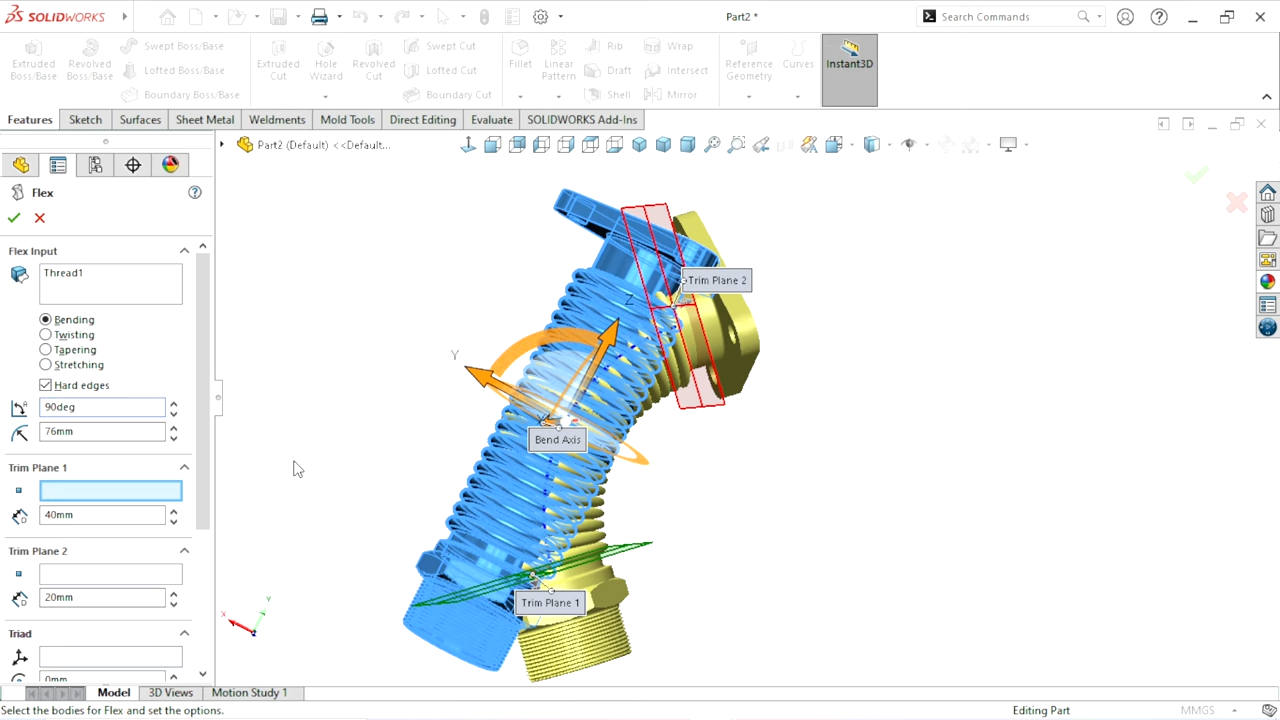 SOLIDWORKS
Part2 *
Search Commands
Extruded Boss/Base
Revolved Boss/Base
Swept Boss/Base
Lofted Boss/Base
Boundary Boss/Base
Extruded Cut
Hole Wizard
Revolved Cut
Swept Cut
Lofted Cut
Boundary Cut
Fillet
Linear Pattern
Rib
Draft
Shell
Wrap
Intersect
Mirror
Reference Geometry
Curves
Instant3D
Features
Sketch
Surfaces
Sheet Metal
Weldments
Mold Tools
Direct Editing
Evaluate
SOLIDWORKS Add-Ins
Part2 (Default) <<Default...
Flex
Flex Input
Thread1
Bending
Twisting
Tapering
Stretching
Hard edges
90deg
76mm
Trim Plane 1
40mm
Trim Plane 2
20mm
Triad
0mm
Trim Plane 2
Z
Y
Bend Axis
Trim Plane 1
Y
X
Model
3D Views
Motion Study 1
Select the bodies for Flex and set the options.
Editing Part
MMGS